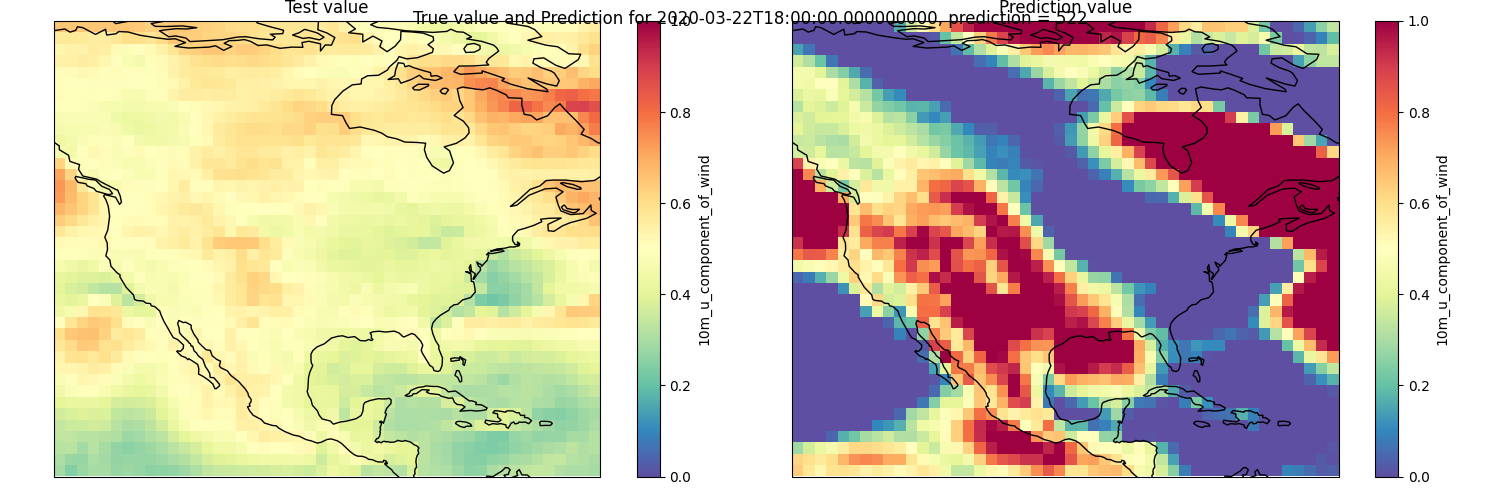 Test value
Prediction value
True value and Prediction for 2020-03-22T18:00:00.000000000, prediction = 522
1.0
0.8
0.6
0.4
0.2
0.0
10m_u_component_of_wind
1.0
0.8
0.6
0.4
0.2
0.0
10m_u_component_of_wind